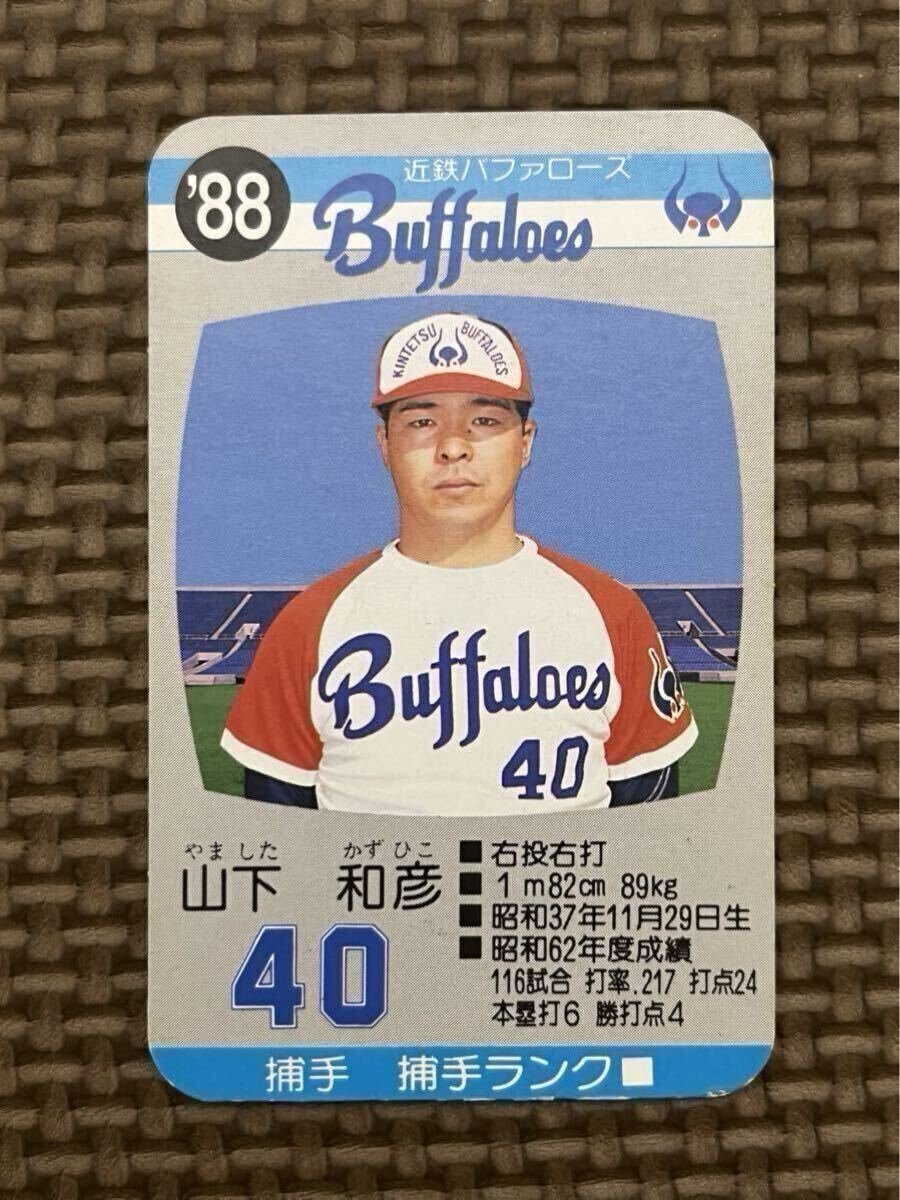 '88
近鉄バファローズ
Buffaloes
KINTETSU BUFFALOES
Buffaloes
40
やました かずひこ
山下 和彦
40
■ 右投右打
■ 1m82cm 89kg
■ 昭和37年11月29日生
■ 昭和62年度成績
116試合 打率.217 打点24
本塁打6 勝打点4
捕手 捕手ランク□